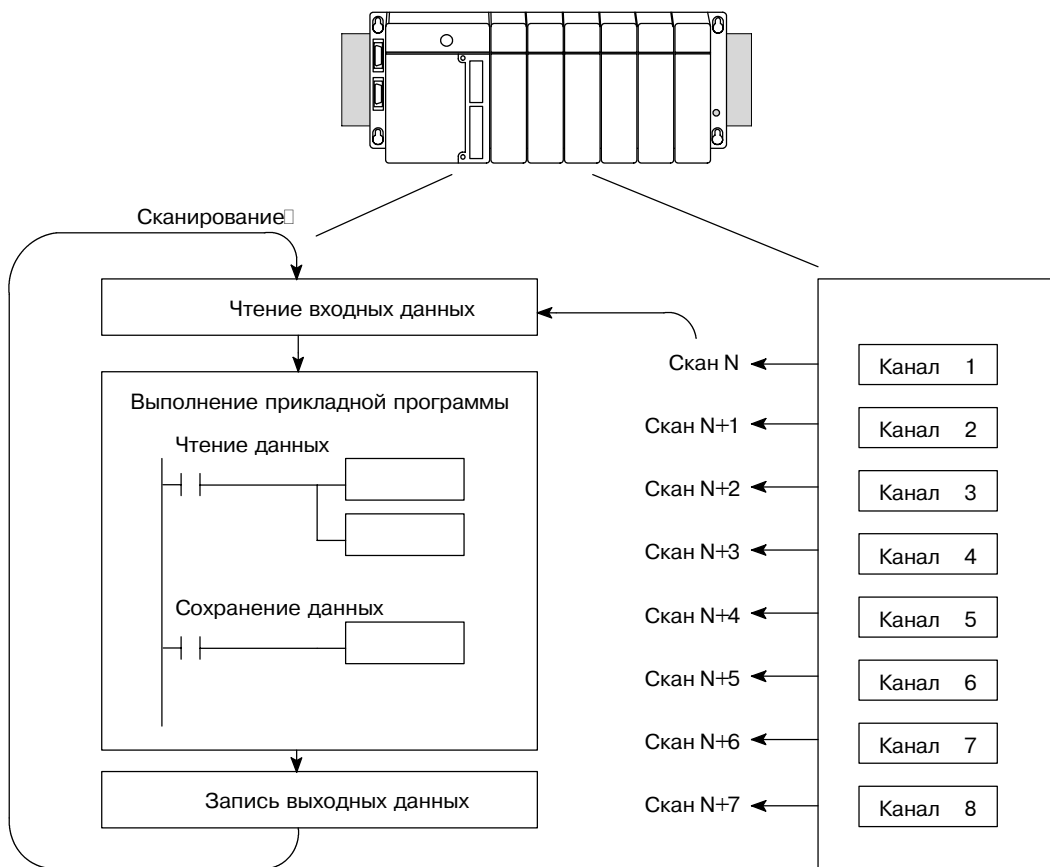 Сканирование
Чтение входных данных
Выполнение прикладной программы
Чтение данных
Сохранение данных
Запись выходных данных
Скан N
Канал 1
Скан N+1
Канал 2
Скан N+2
Канал 3
Скан N+3
Канал 4
Скан N+4
Канал 5
Скан N+5
Канал 6
Скан N+6
Канал 7
Скан N+7
Канал 8